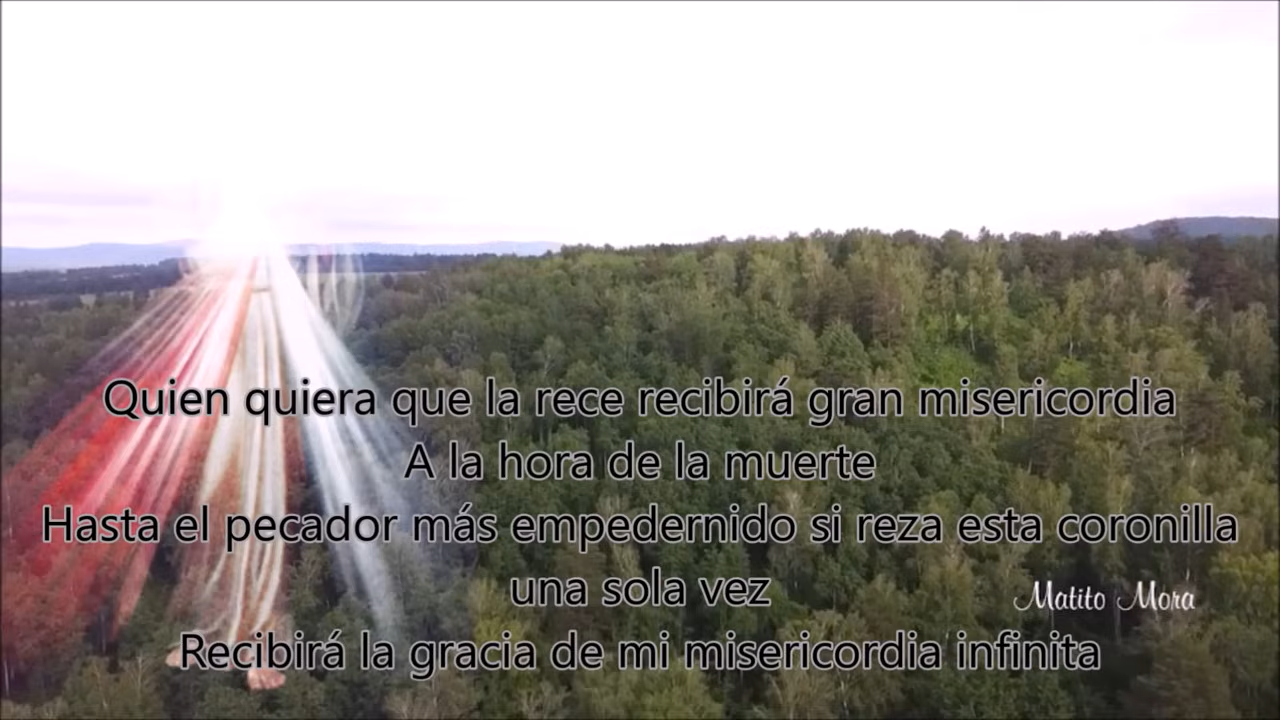 Quien quiera que la rece recibirá gran misericordia
A la hora de la muerte
Hasta el pecador más empedernido si reza esta coronilla
una sola vez
Matito Mora
Recibirá la gracia de mi misericordia infinita